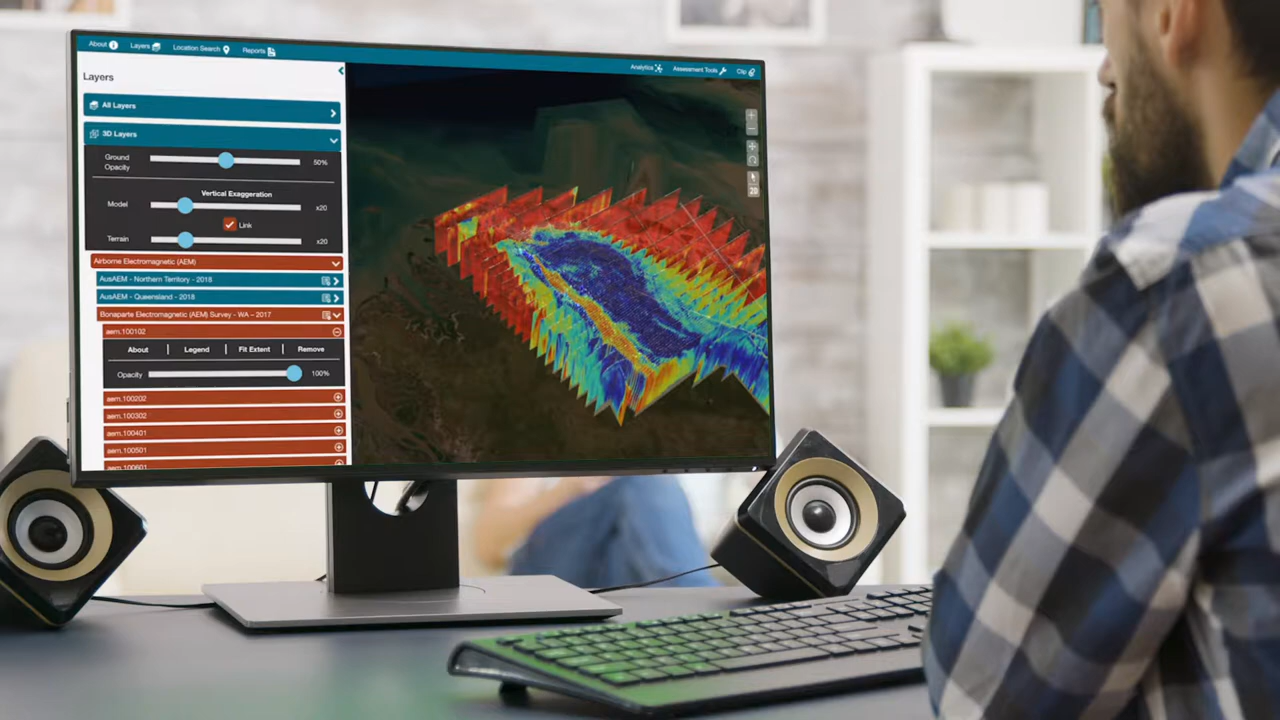 About Layers Location Search Reports
Analytics Assessment Tools Clip
Layers
All Layers
3D Layers
Ground Opacity 50%
Vertical Exaggeration
Model x20
Link
Terrain x20
Airborne Electromagnetic (AEM)
AusAEM - Northern Territory - 2018
AusAEM - Queensland - 2018
Bonaparte Electromagnetic (AEM) Survey - WA - 2017
aem.100102
About | Legend | Fit Extent | Remove
Opacity 100%
aem.100202
aem.100302
aem.100401
aem.100501
aem.100601
2D